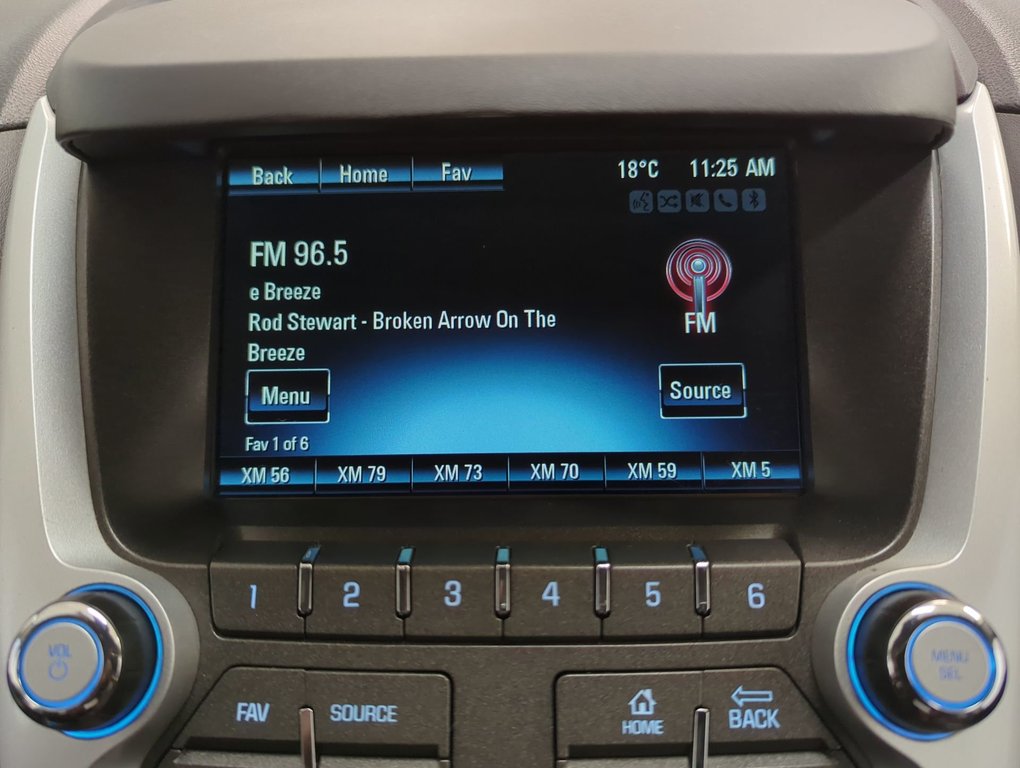 Back Home Fav 18°C 11:25 AM
FM 96.5
e Breeze
Rod Stewart - Broken Arrow On The
Breeze
FM
Menu Source
Fav 1 of 6
XM 56 XM 79 XM 73 XM 70 XM 59 XM 5
1 2 3 4 5 6
VOL
MENU
SEL
FAV SOURCE HOME BACK